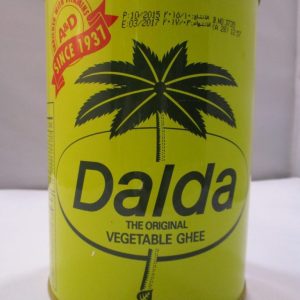 P:10/2015
E:03/2017
A&D
SINCE 1937
Dalda
THE ORIGINAL
VEGETABLE GHEE